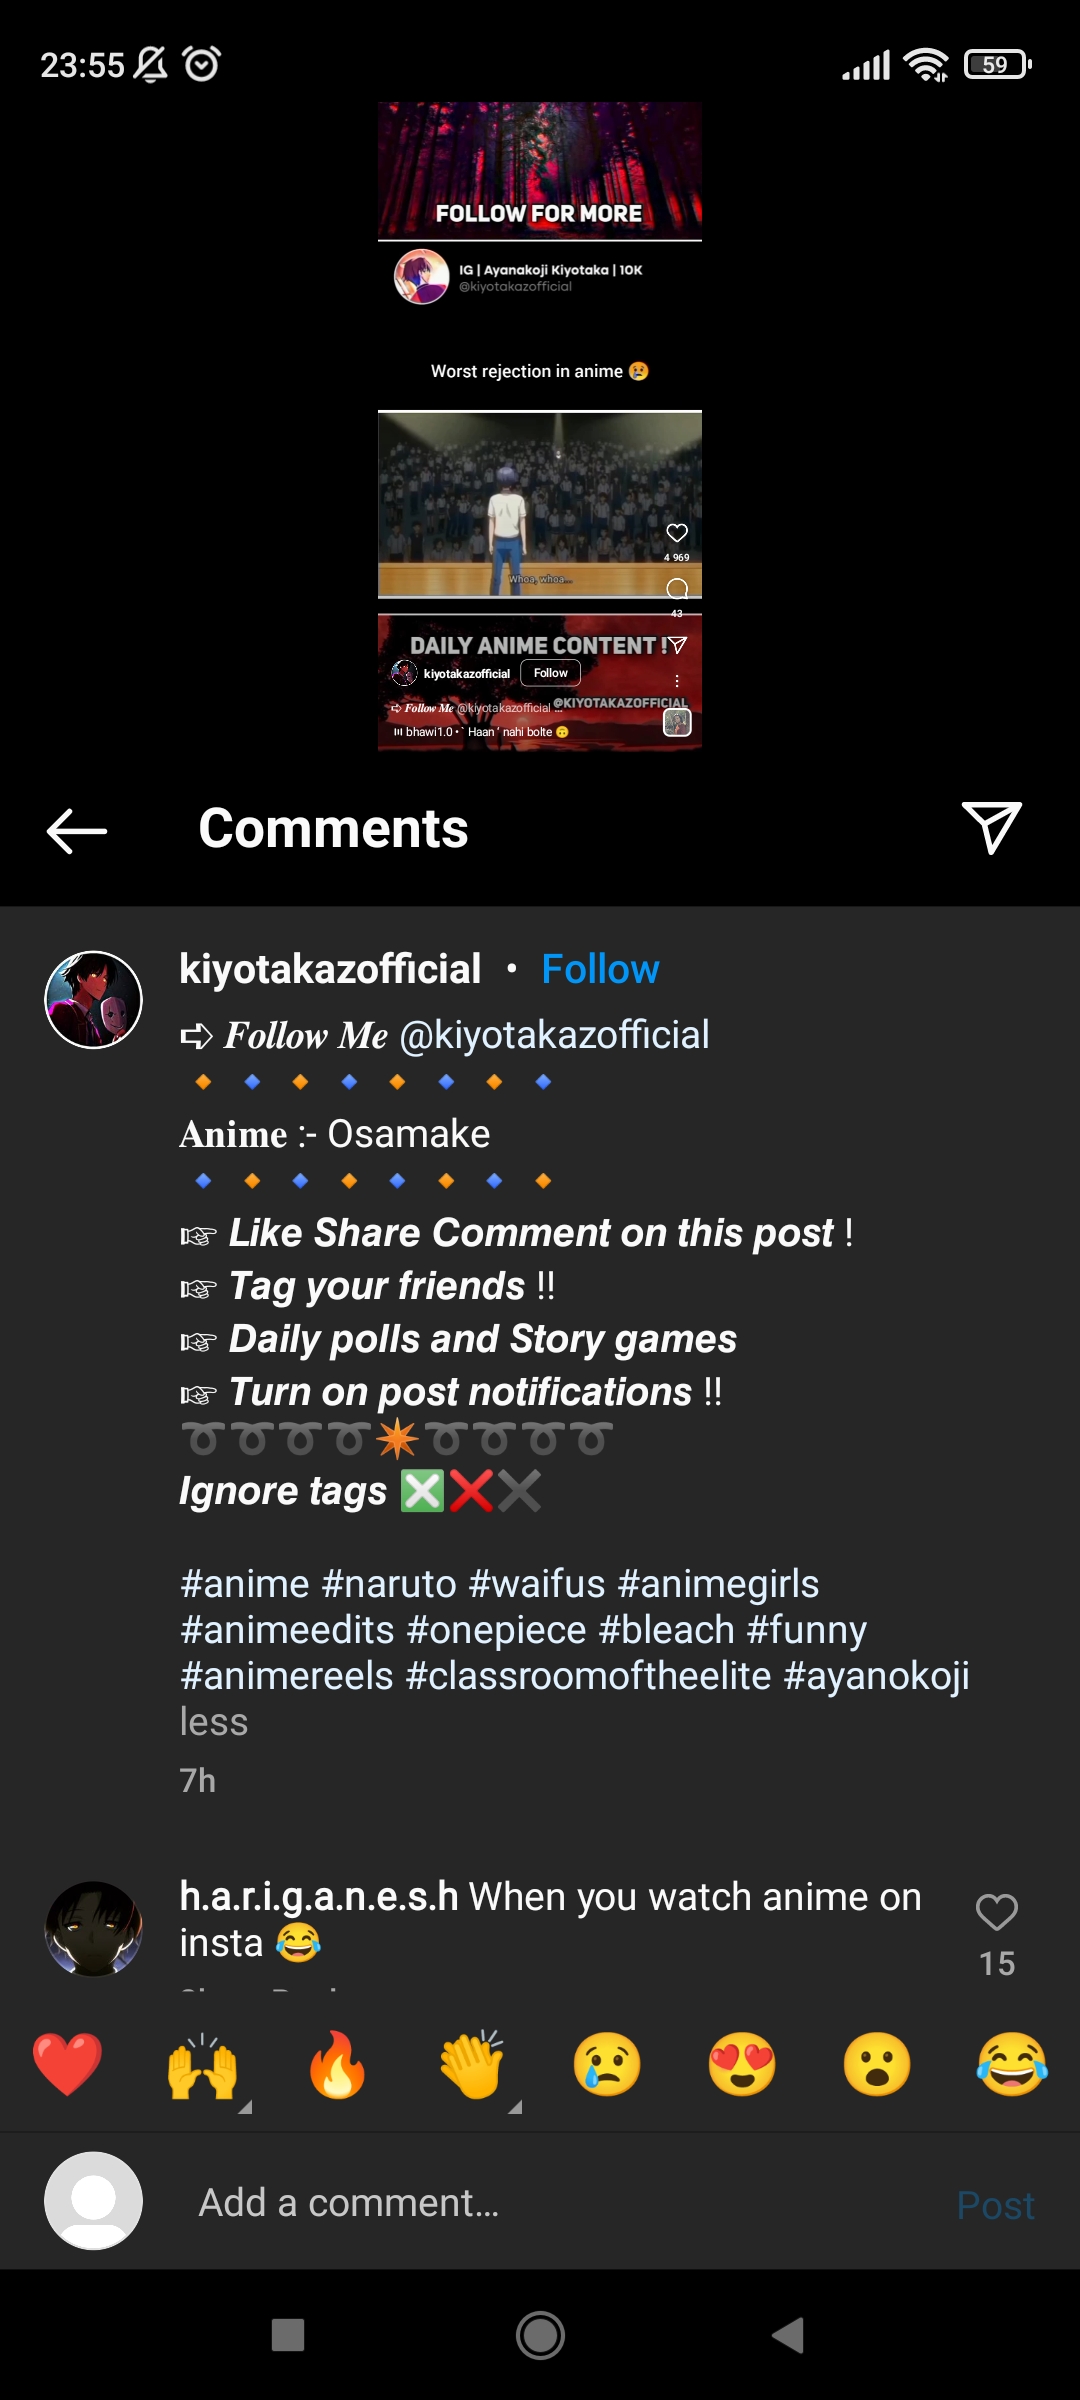 23:55
59
FOLLOW FOR MORE
IG | Ayanakoji Kiyotaka | 10K
@kiyotakazofficial
Worst rejection in anime 😢
Whoa, whoa...
4 969
43
DAILY ANIME CONTENT !
kiyotakazofficial Follow
@KIYOTAKAZOFFICIAL
➪ Follow Me @kiyotakazofficial ...
bhawi1.0 • ` Haan ' nahi bolte 🙃
Comments
kiyotakazofficial • Follow
➪ Follow Me @kiyotakazofficial
🔸🔹🔸🔹🔸🔹🔸🔹
Anime :- Osamake
🔹🔸🔹🔸🔹🔸🔹🔸
☞ Like Share Comment on this post !
☞ Tag your friends !!
☞ Daily polls and Story games
☞ Turn on post notifications !!
➰➰➰➰✴➰➰➰➰
Ignore tags ❎❌✖
#anime #naruto #waifus #animegirls
#animeedits #onepiece #bleach #funny
#animereels #classroomoftheelite #ayanokoji
less
7h
h.a.r.i.g.a.n.e.s.h When you watch anime on
insta 😂
15
❤️🙌🔥👏😢😍😮😂
Add a comment...
Post